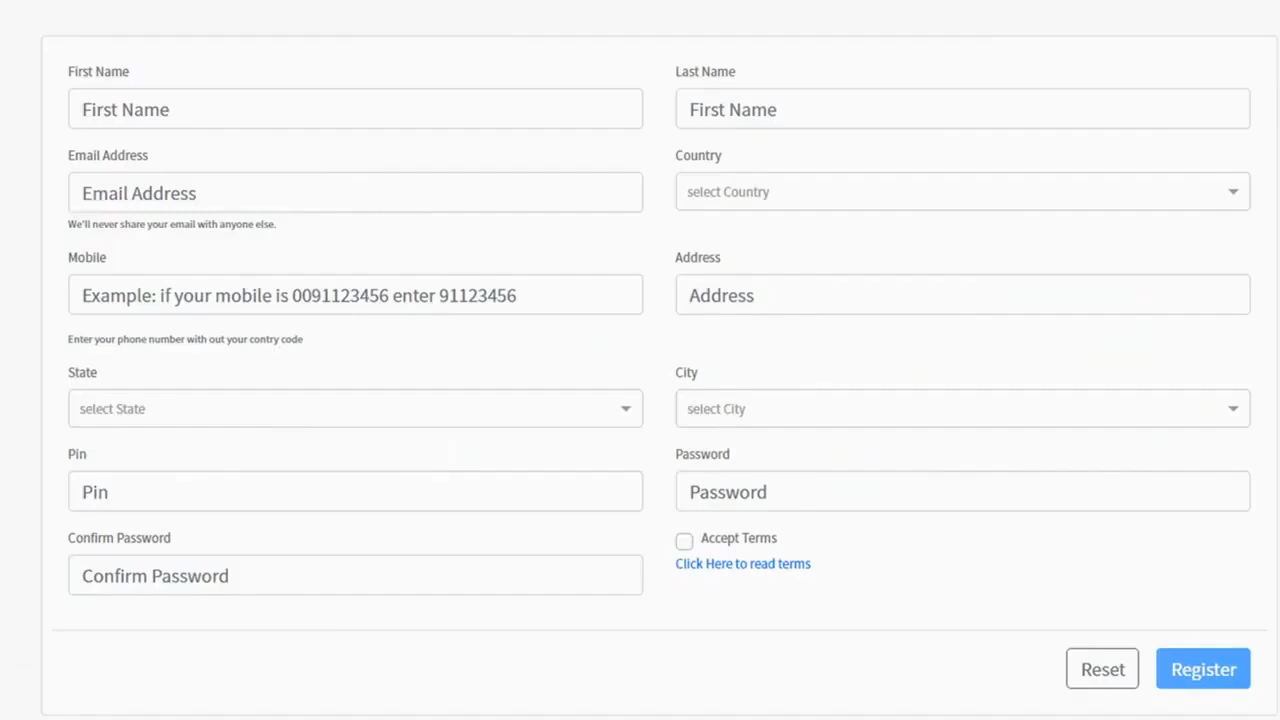 First Name
Last Name
First Name
First Name
Email Address
Country
Email Address
select Country
We'll never share your email with anyone else.
Mobile
Address
Example: if your mobile is 0091123456 enter 91123456
Address
Enter your phone number with out your contry code
State
City
select State
select City
Pin
Password
Pin
Password
Confirm Password
Accept Terms
Click Here to read terms
Confirm Password
Reset
Register